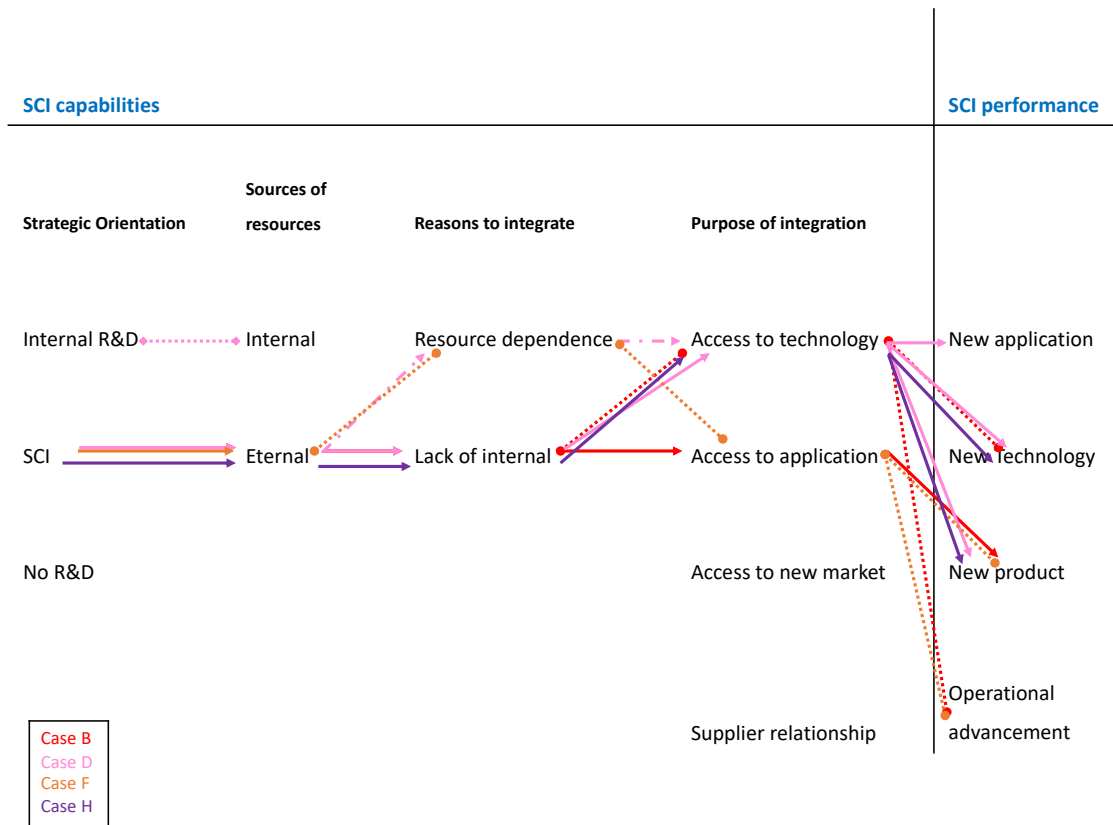 SCI capabilities
SCI performance
Strategic Orientation
Sources of
resources
Reasons to integrate
Purpose of integration
Internal R&D
Internal
Resource dependence
Access to technology
New application
SCI
Eternal
Lack of internal
Access to application
New Technology
No R&D
Access to new market
New product
Supplier relationship
Operational
advancement
Case B
Case D
Case F
Case H